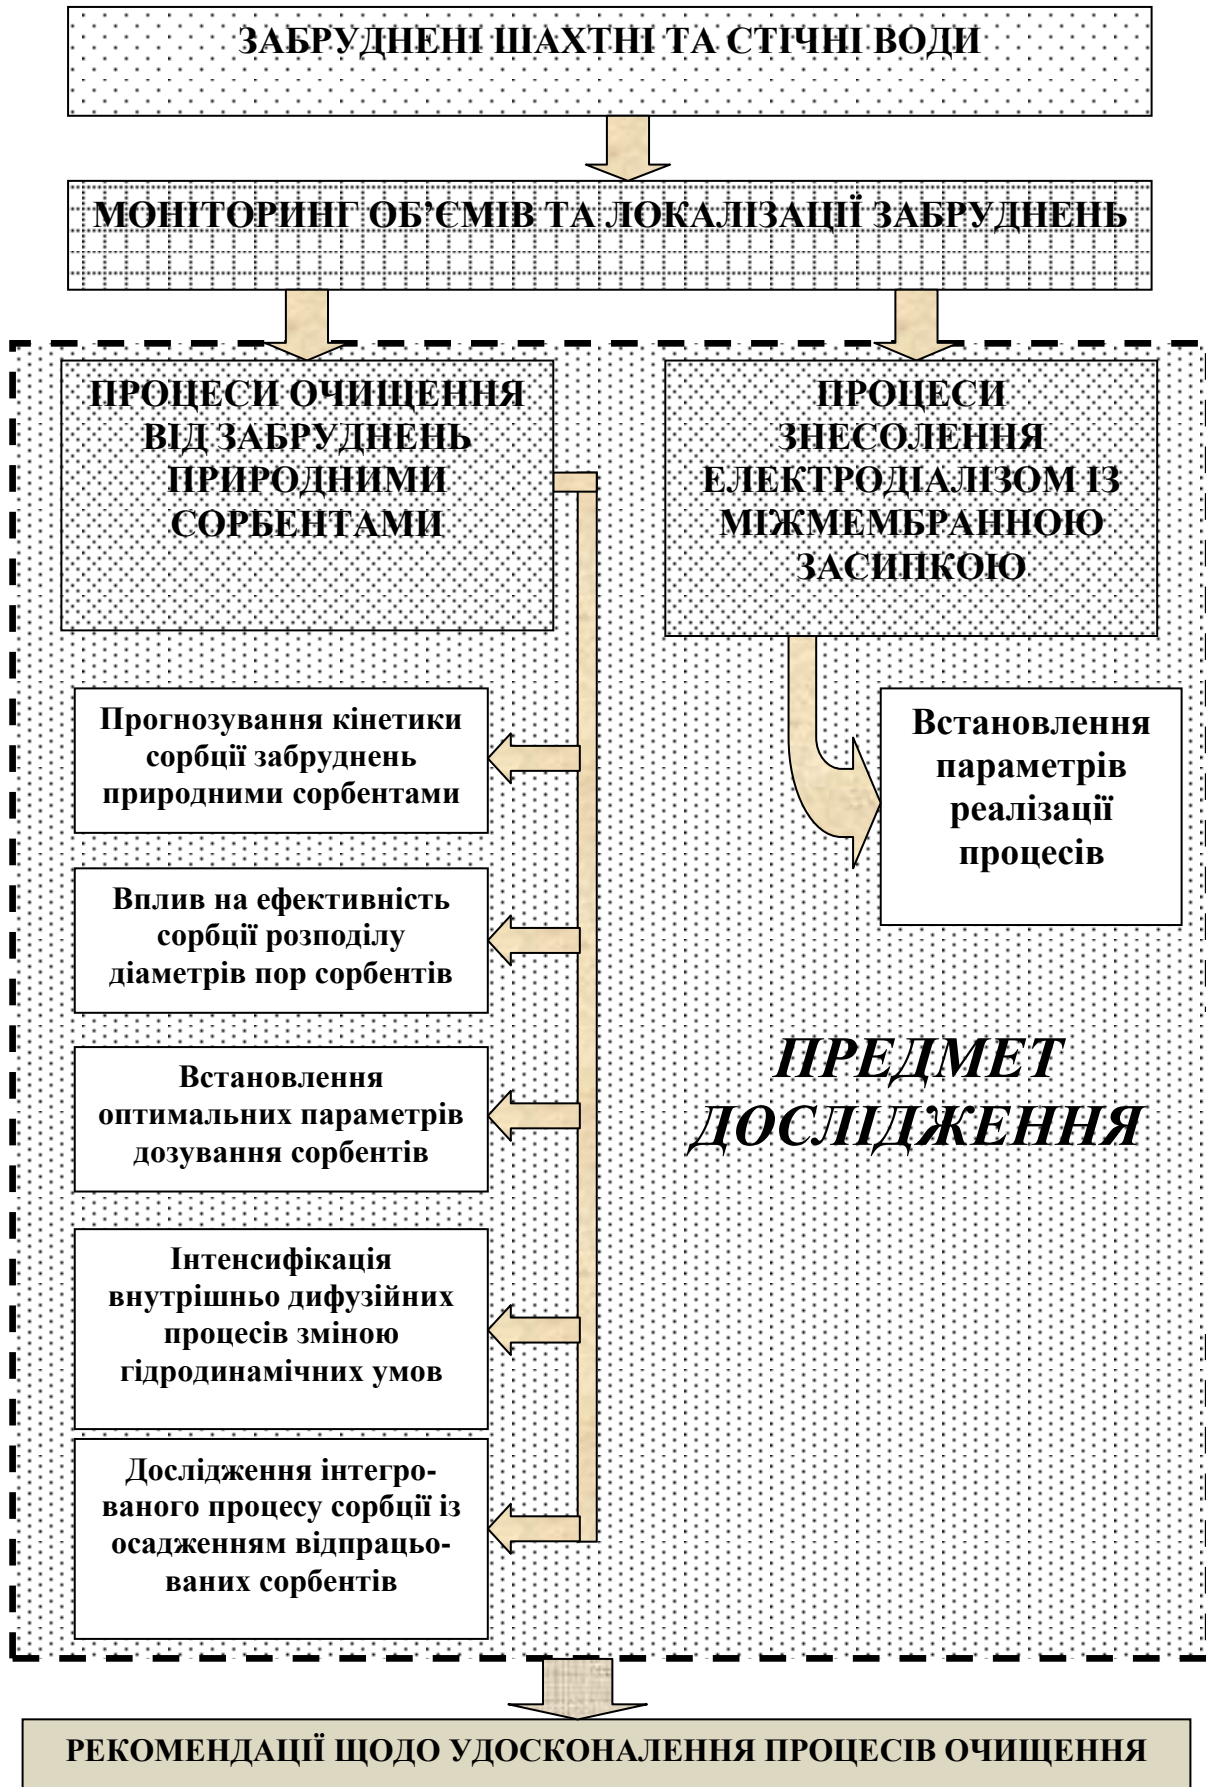 ЗАБРУДНЕНІ ШАХТНІ ТА СТІЧНІ ВОДИ
МОНІТОРИНГ ОБ’ЄМІВ ТА ЛОКАЛІЗАЦІЇ ЗАБРУДНЕНЬ
ПРОЦЕСИ ОЧИЩЕННЯ
ВІД ЗАБРУДНЕНЬ
ПРИРОДНИМИ
СОРБЕНТАМИ
ПРОЦЕСИ
ЗНЕСОЛЕННЯ
ЕЛЕКТРОДІАЛІЗОМ ІЗ
МІЖМЕМБРАННОЮ
ЗАСИПКОЮ
Прогнозування кінетики
сорбції забруднень
природними сорбентами
Встановлення
параметрів
реалізації
процесів
Вплив на ефективність
сорбції розподілу
діаметрів пор сорбентів
Встановлення
оптимальних параметрів
дозування сорбентів
ПРЕДМЕТ
ДОСЛІДЖЕННЯ
Інтенсифікація
внутрішньо дифузійних
процесів зміною
гідродинамічних умов
Дослідження інтегро-
ваного процесу сорбції із
осадженням відпрацьо-
ваних сорбентів
РЕКОМЕНДАЦІЇ ЩОДО УДОСКОНАЛЕННЯ ПРОЦЕСІВ ОЧИЩЕННЯ